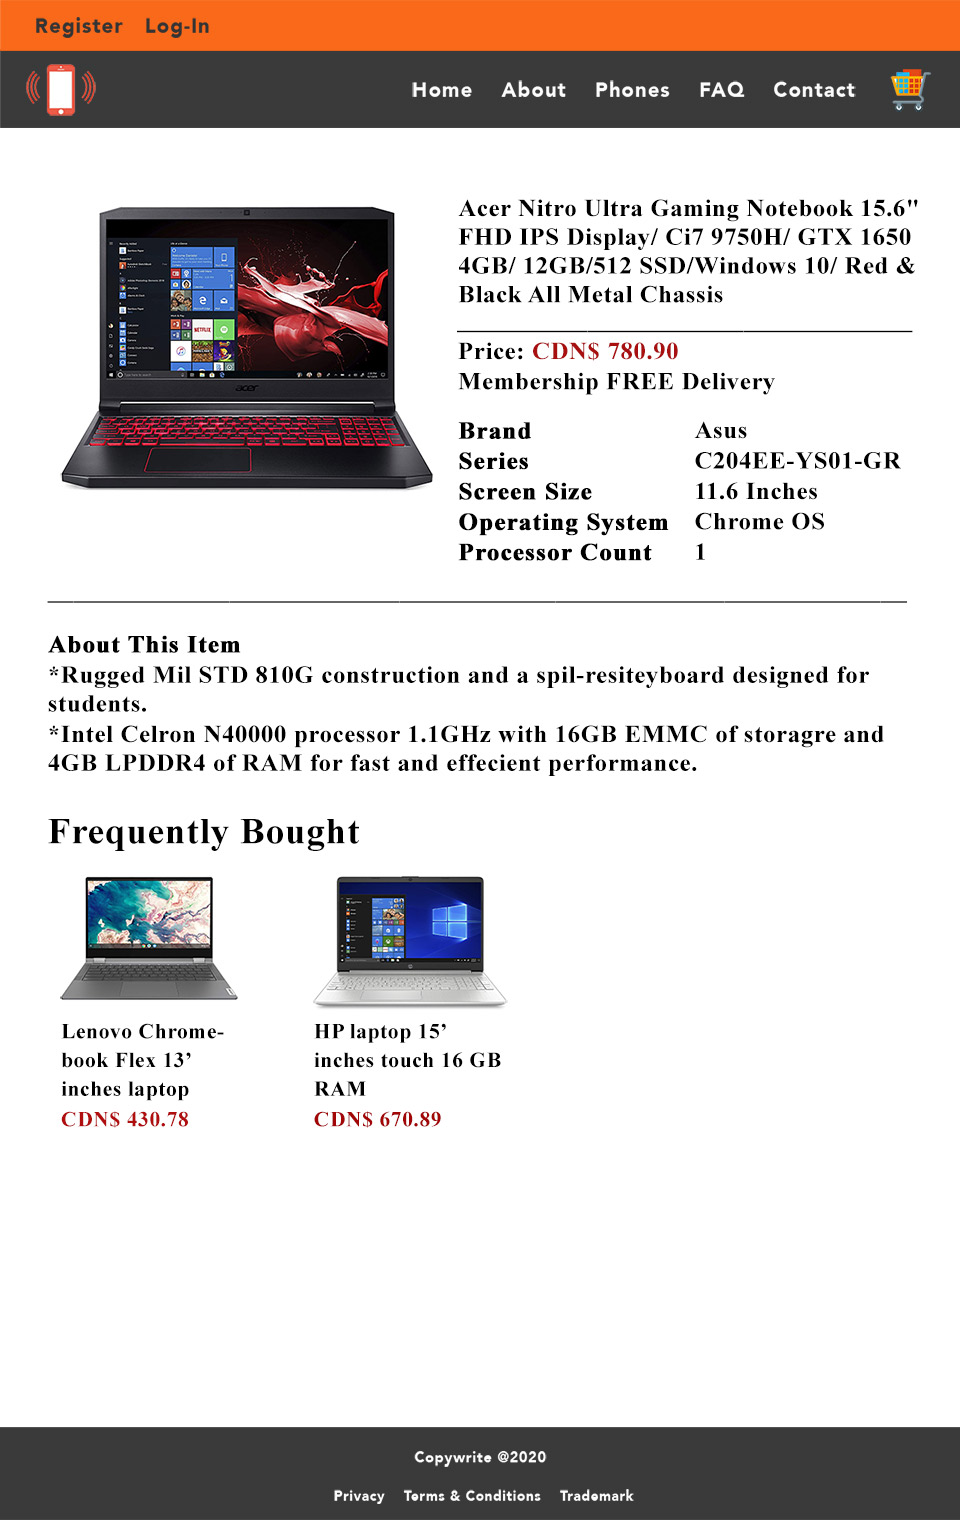 Register Log-In
Home About Phones FAQ Contact
Acer Nitro Ultra Gaming Notebook 15.6"
FHD IPS Display/ Ci7 9750H/ GTX 1650
4GB/ 12GB/512 SSD/Windows 10/ Red &
Black All Metal Chassis
Price: CDN$ 780.90
Membership FREE Delivery
Brand Asus
Series C204EE-YS01-GR
Screen Size 11.6 Inches
Operating System Chrome OS
Processor Count 1
acer
NETFLIX
About This Item
*Rugged Mil STD 810G construction and a spil-resiteyboard designed for
students.
*Intel Celron N40000 processor 1.1GHz with 16GB EMMC of storagre and
4GB LPDDR4 of RAM for fast and effecient performance.
Frequently Bought
Lenovo Chrome-
book Flex 13’
inches laptop
CDN$ 430.78
HP laptop 15’
inches touch 16 GB
RAM
CDN$ 670.89
Copywrite @2020
Privacy Terms & Conditions Trademark